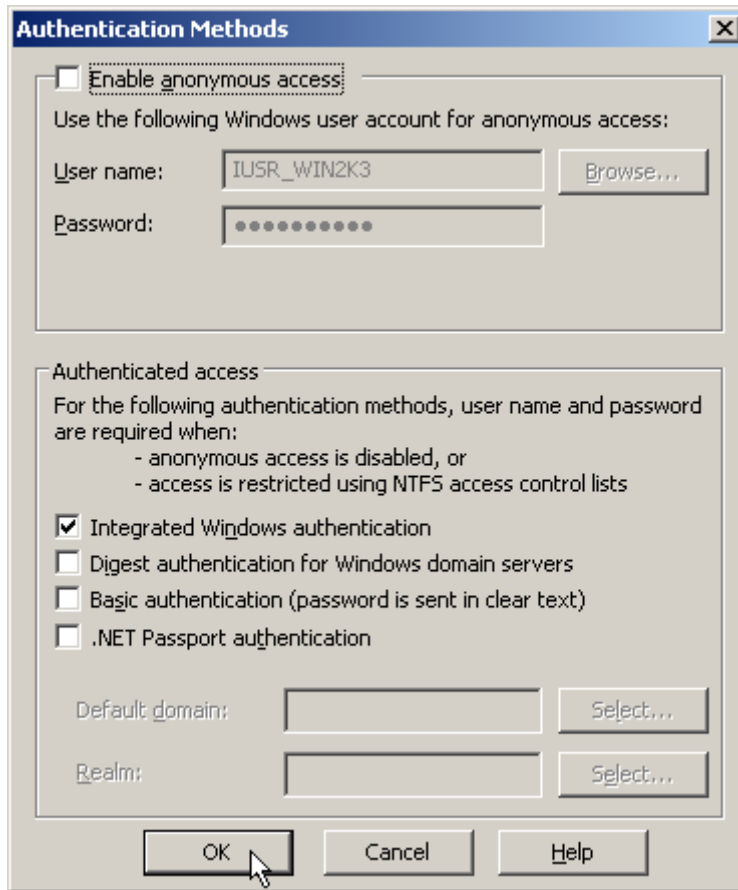 Authentication Methods
Enable anonymous access
Use the following Windows user account for anonymous access:
User name:
IUSR_WIN2K3
Browse...
Password:
●●●●●●●●●●
Authenticated access
For the following authentication methods, user name and password
are required when:
- anonymous access is disabled, or
- access is restricted using NTFS access control lists
Integrated Windows authentication
Digest authentication for Windows domain servers
Basic authentication (password is sent in clear text)
.NET Passport authentication
Default domain:
Select...
Realm:
Select...
OK
Cancel
Help